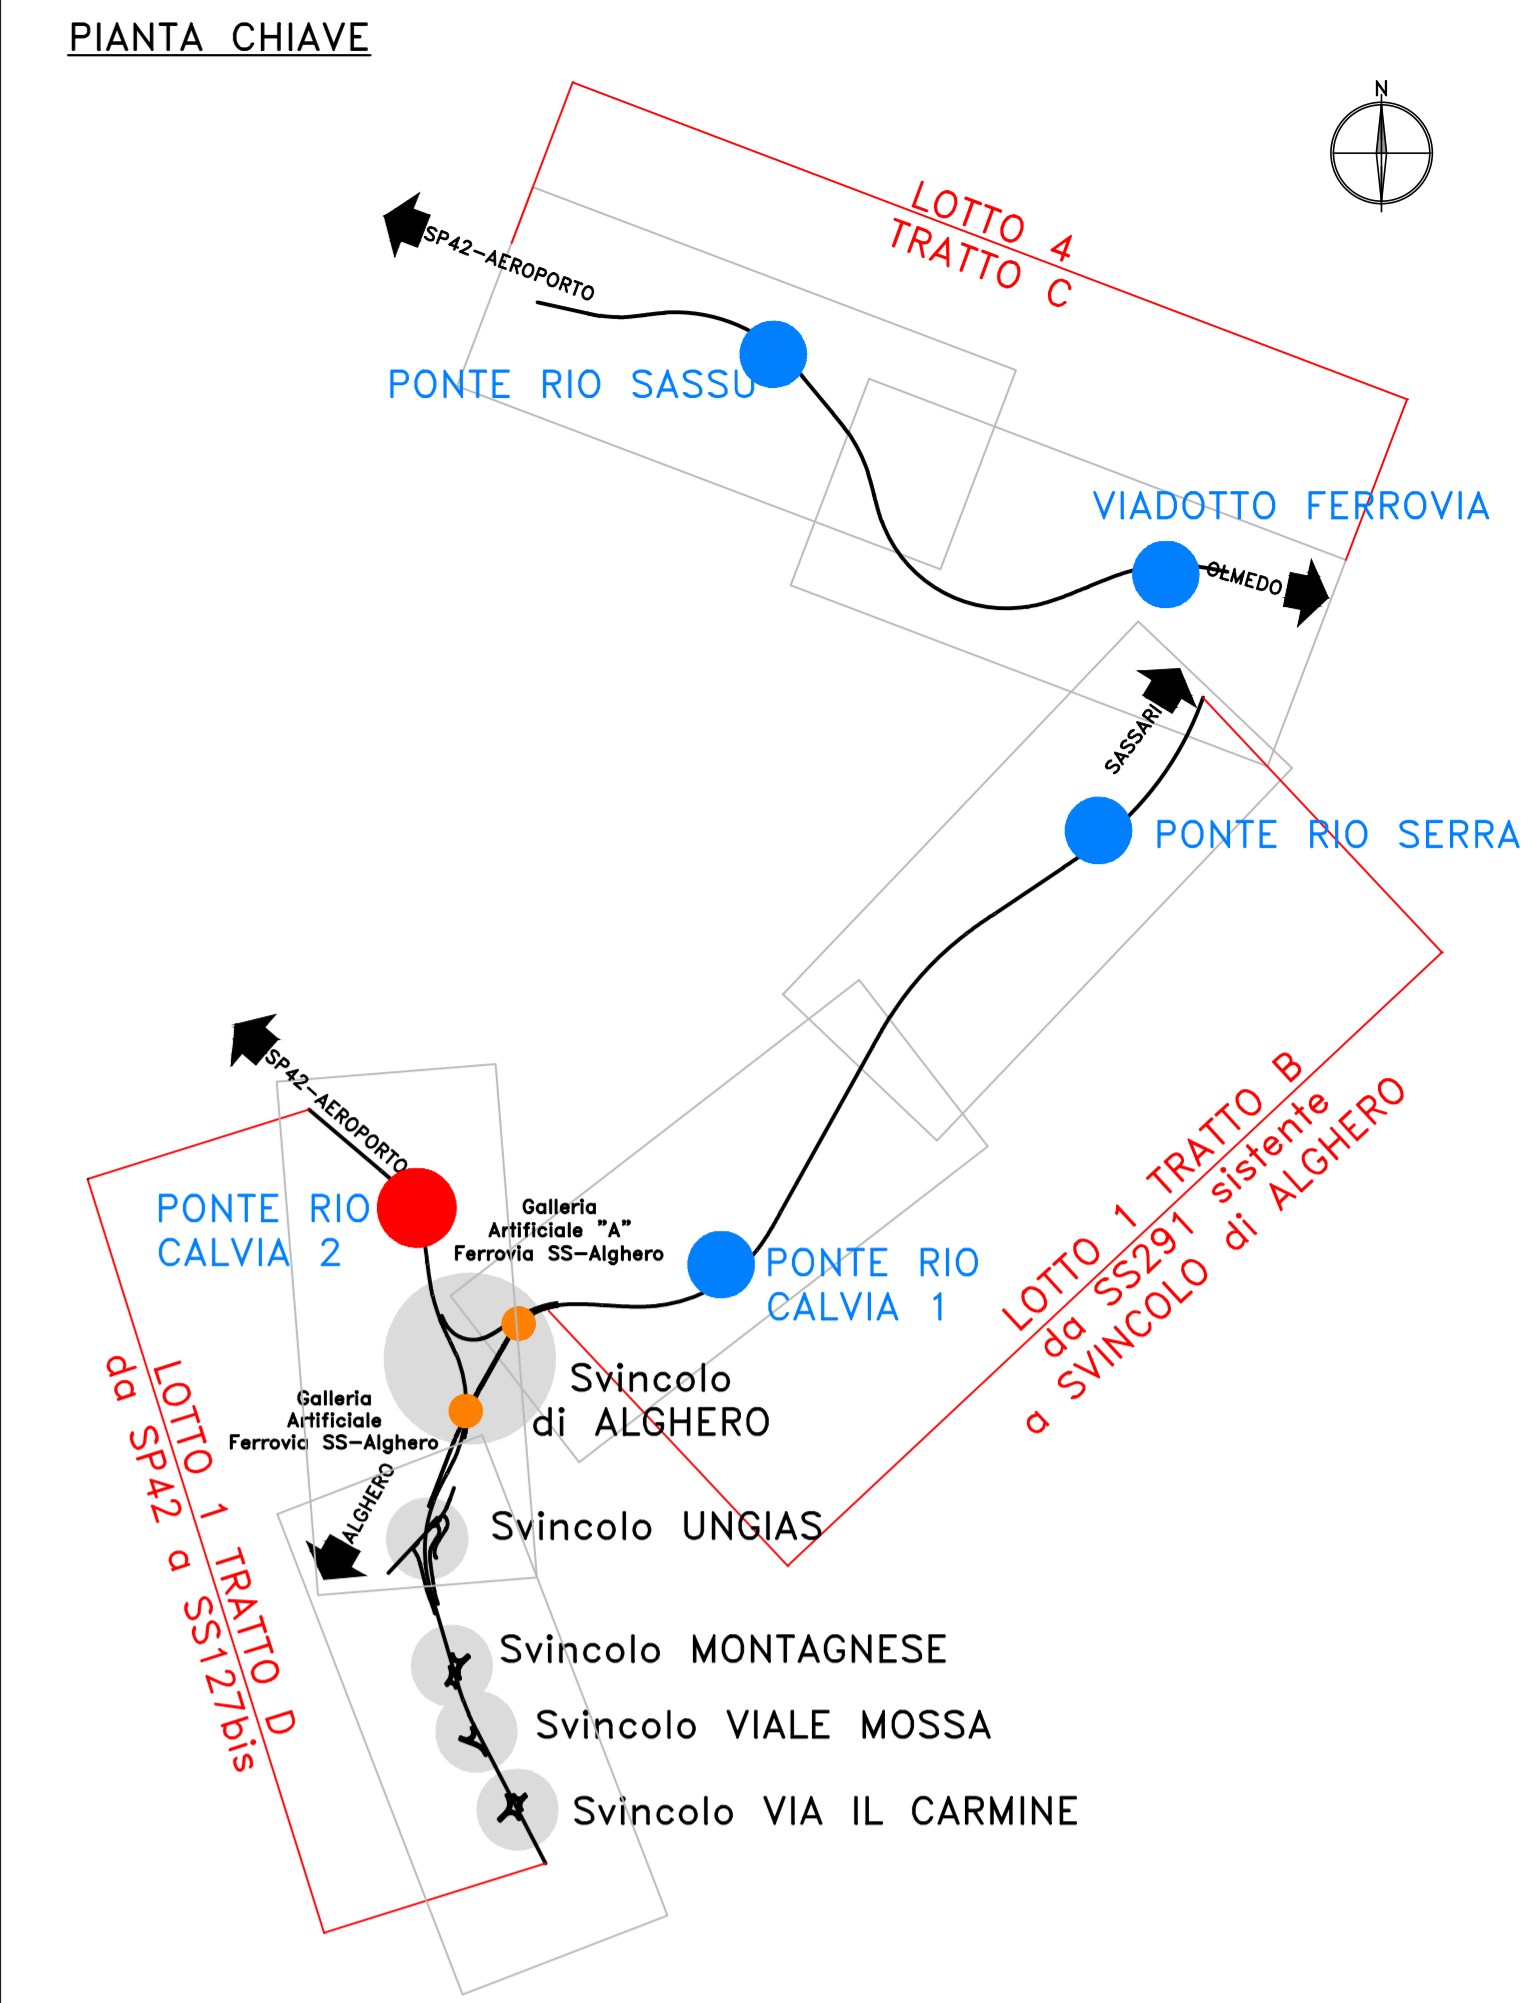 PIANTA CHIAVE
N
LOTTO 4
TRATTO C
SP42-AEROPORTO
PONTE RIO SASSU
VIADOTTO FERROVIA
OLMEDO
SASSARI
PONTE RIO SERRA
SP42-AEROPORTO
PONTE RIO
CALVIA 2
Galleria
Artificiale "A"
Ferrovia SS-Alghero
PONTE RIO
CALVIA 1
LOTTO 1 TRATTO B
da SS291 sistente
a SVINCOLO di ALGHERO
Svincolo
di ALGHERO
Galleria
Artificiale
Ferrovia SS-Alghero
ALGHERO
LOTTO 1 TRATTO D
da SP42 a SS127bis
Svincolo UNGIAS
Svincolo MONTAGNESE
Svincolo VIALE MOSSA
Svincolo VIA IL CARMINE